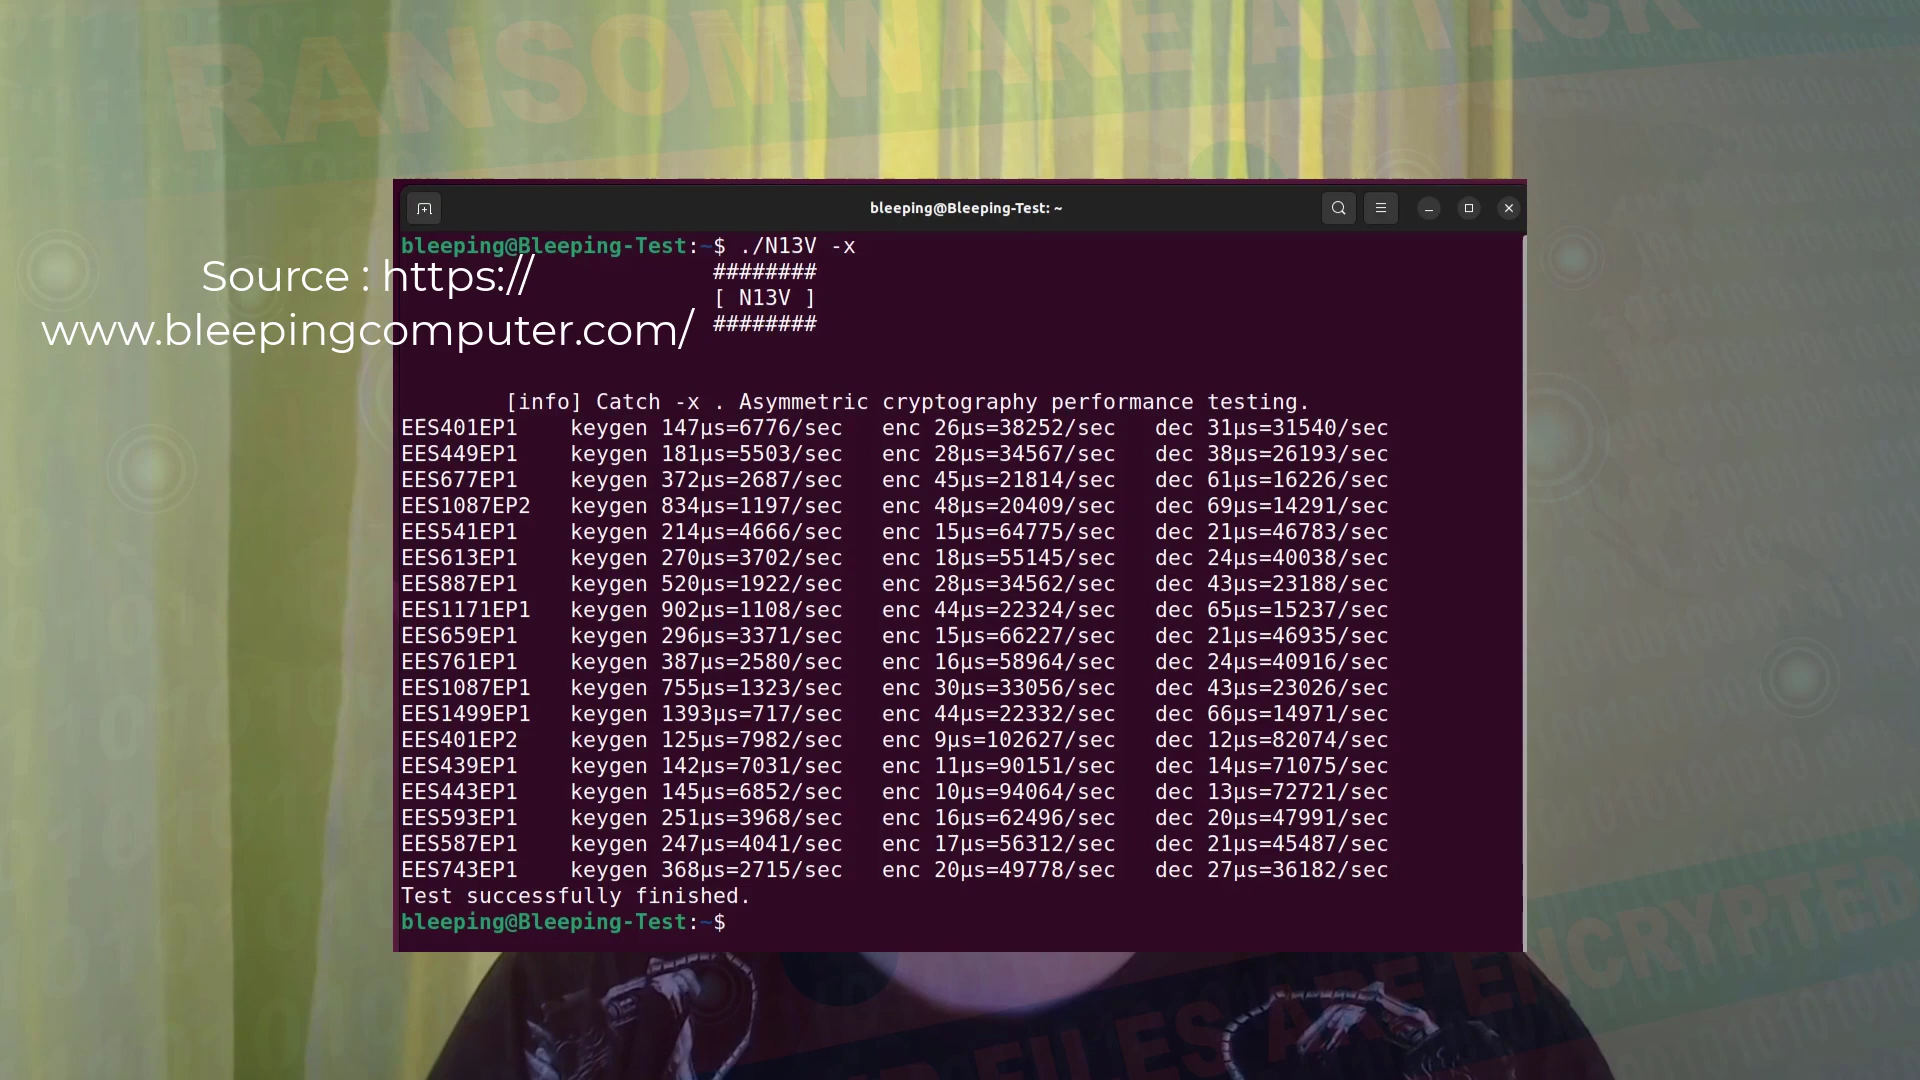 RANSOMWARE ATTACK
bleeping@Bleeping-Test: ~
bleeping@Bleeping-Test:~$ ./N13V -x
Source : https://
www.bleepingcomputer.com/
########
[ N13V ]
########
[info] Catch -x . Asymmetric cryptography performance testing.
EES401EP1 keygen 147µs=6776/sec enc 26µs=38252/sec dec 31µs=31540/sec
EES449EP1 keygen 181µs=5503/sec enc 28µs=34567/sec dec 38µs=26193/sec
EES677EP1 keygen 372µs=2687/sec enc 45µs=21814/sec dec 61µs=16226/sec
EES1087EP2 keygen 834µs=1197/sec enc 48µs=20409/sec dec 69µs=14291/sec
EES541EP1 keygen 214µs=4666/sec enc 15µs=64775/sec dec 21µs=46783/sec
EES613EP1 keygen 270µs=3702/sec enc 18µs=55145/sec dec 24µs=40038/sec
EES887EP1 keygen 520µs=1922/sec enc 28µs=34562/sec dec 43µs=23188/sec
EES1171EP1 keygen 902µs=1108/sec enc 44µs=22324/sec dec 65µs=15237/sec
EES659EP1 keygen 296µs=3371/sec enc 15µs=66227/sec dec 21µs=46935/sec
EES761EP1 keygen 387µs=2580/sec enc 16µs=58964/sec dec 24µs=40916/sec
EES1087EP1 keygen 755µs=1323/sec enc 30µs=33056/sec dec 43µs=23026/sec
EES1499EP1 keygen 1393µs=717/sec enc 44µs=22332/sec dec 66µs=14971/sec
EES401EP2 keygen 125µs=7982/sec enc 9µs=102627/sec dec 12µs=82074/sec
EES439EP1 keygen 142µs=7031/sec enc 11µs=90151/sec dec 14µs=71075/sec
EES443EP1 keygen 145µs=6852/sec enc 10µs=94064/sec dec 13µs=72721/sec
EES593EP1 keygen 251µs=3968/sec enc 16µs=62496/sec dec 20µs=47991/sec
EES587EP1 keygen 247µs=4041/sec enc 17µs=56312/sec dec 21µs=45487/sec
EES743EP1 keygen 368µs=2715/sec enc 20µs=49778/sec dec 27µs=36182/sec
Test successfully finished.
bleeping@Bleeping-Test:~$
FILES ARE ENCRYPTED